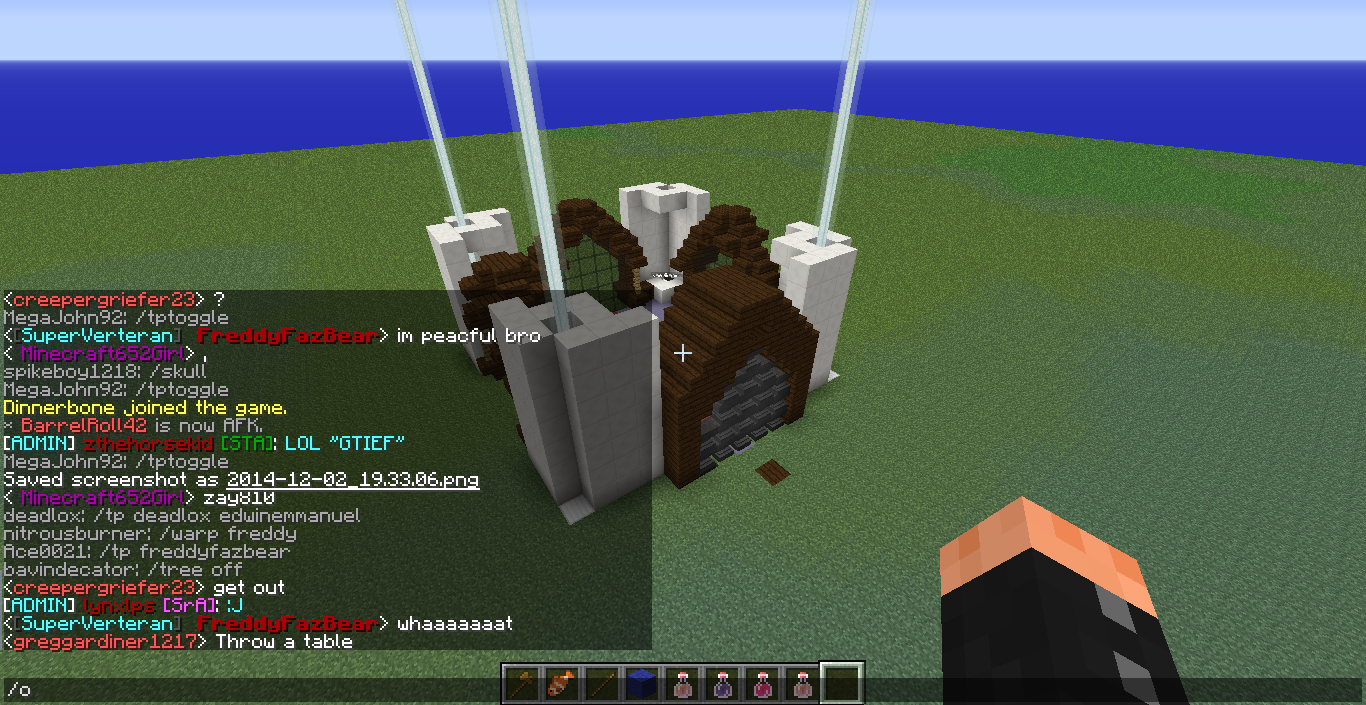 <creepergriefer23> ?
MegaJohn92: /tptoggle
<[SuperVerteran] FreddyFazBear> im peacful bro
< Minecraft652Girl> ,
spikeboy1218: /skull
MegaJohn92: /tptoggle
Dinnerbone joined the game.
* BarrelRoll42 is now AFK.
[ADMIN] zthehorsekid [STA]: LOL "GTIEF"
MegaJohn92: /tptoggle
Saved screenshot as 2014-12-02_19.33.06.png
< Minecraft652Girl> zay810
deadlox: /tp deadlox edwinemmanuel
nitrousburner: /warp freddy
Ace0021: /tp freddyfazbear
bavindecator: /tree off
<creepergriefer23> get out
[ADMIN] lynxlps [SrA]: :J
<[SuperVerteran] FreddyFazBear> whaaaaaaat
<greggardiner1217> Throw a table
/o